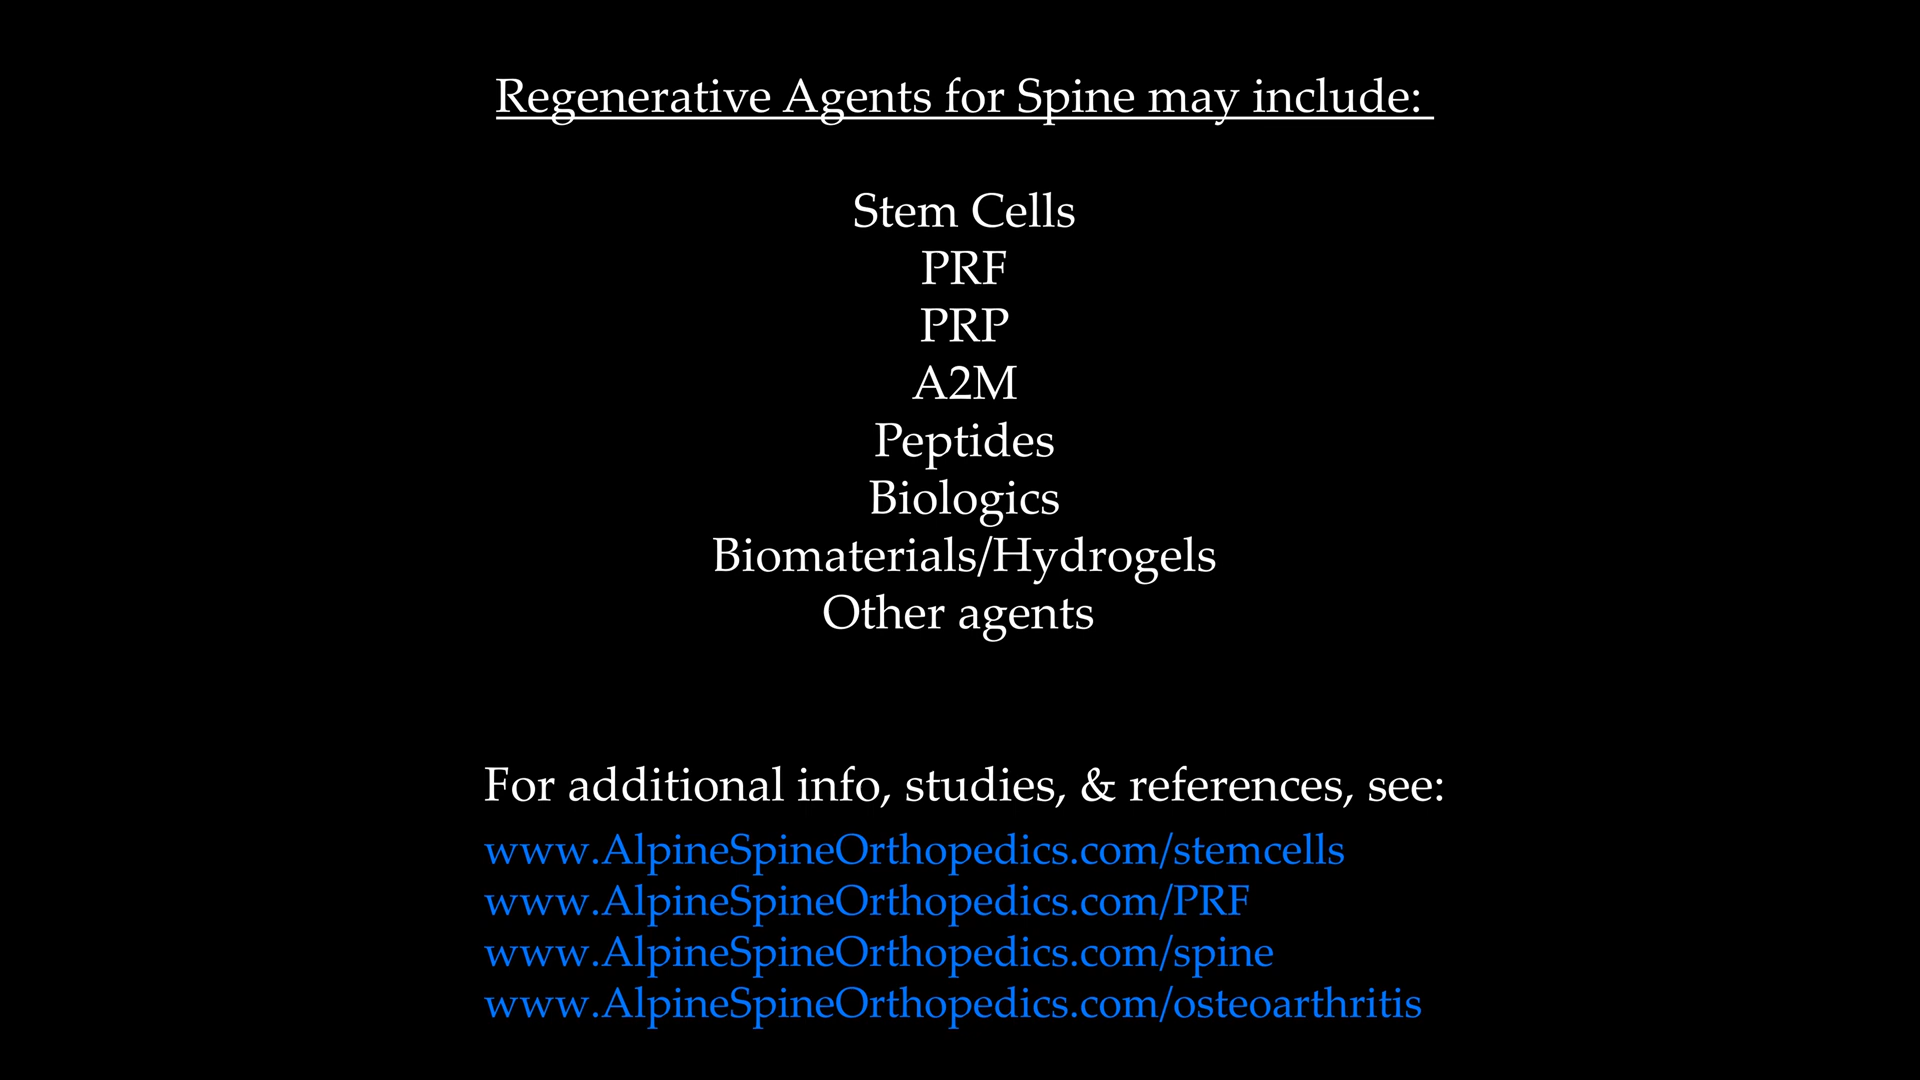 Regenerative Agents for Spine may include:
Stem Cells
PRF
PRP
A2M
Peptides
Biologics
Biomaterials/Hydrogels
Other agents
For additional info, studies, & references, see:
www.AlpineSpineOrthopedics.com/stemcells
www.AlpineSpineOrthopedics.com/PRF
www.AlpineSpineOrthopedics.com/spine
www.AlpineSpineOrthopedics.com/osteoarthritis